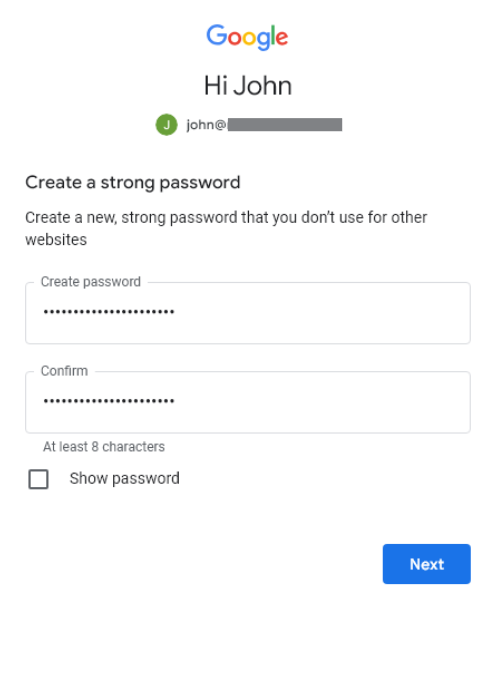 Google
Hi John
J john@
Create a strong password
Create a new, strong password that you don't use for other
websites
Create password
••••••••••••••••••••••
Confirm
••••••••••••••••••••••
At least 8 characters
Show password
Next